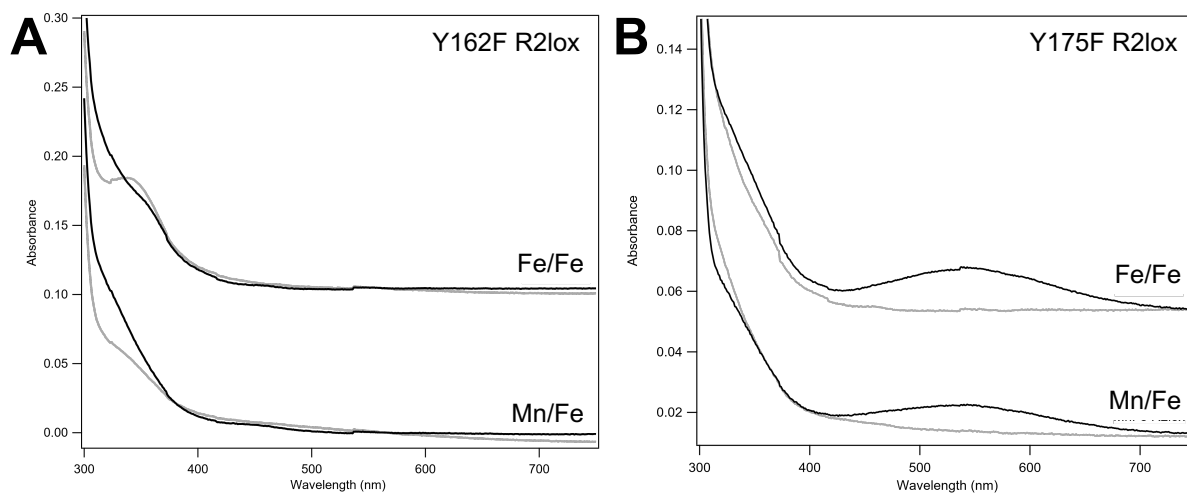 A
Y162F R2lox
0.30
0.25
0.20
0.15
0.10
0.05
0.00
Absorbance
Fe/Fe
Mn/Fe
300
400
500
600
700
Wavelength (nm)
B
Y175F R2lox
0.14
0.12
0.10
0.08
0.06
0.04
0.02
Absorbance
Fe/Fe
Mn/Fe
300
400
500
600
700
Wavelength (nm)